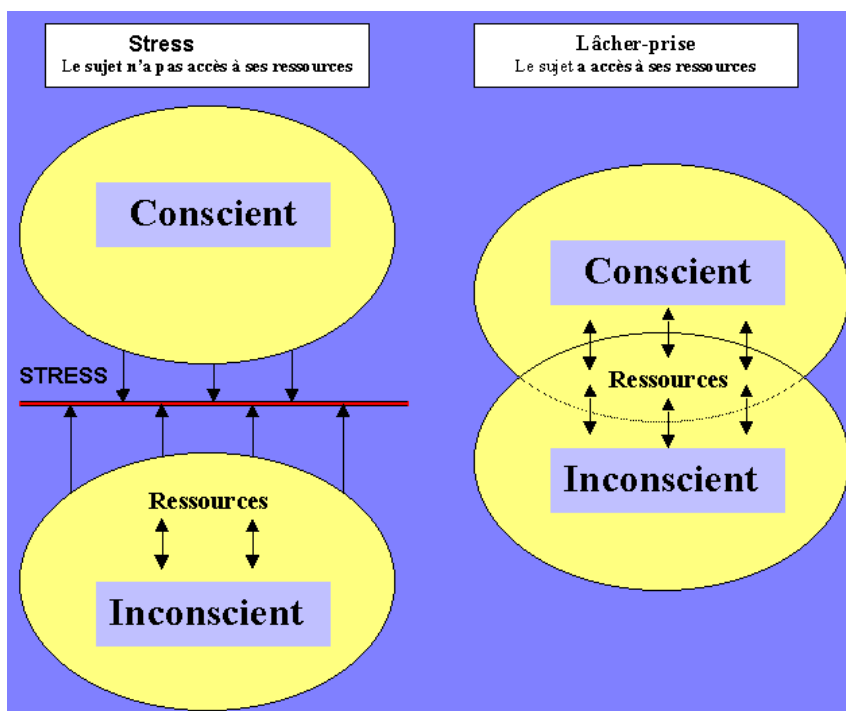 Stress
Le sujet n'a pas accès à ses ressources
Conscient
STRESS
Ressources
Inconscient
Lâcher-prise
Le sujet a accès à ses ressources
Conscient
Ressources
Inconscient